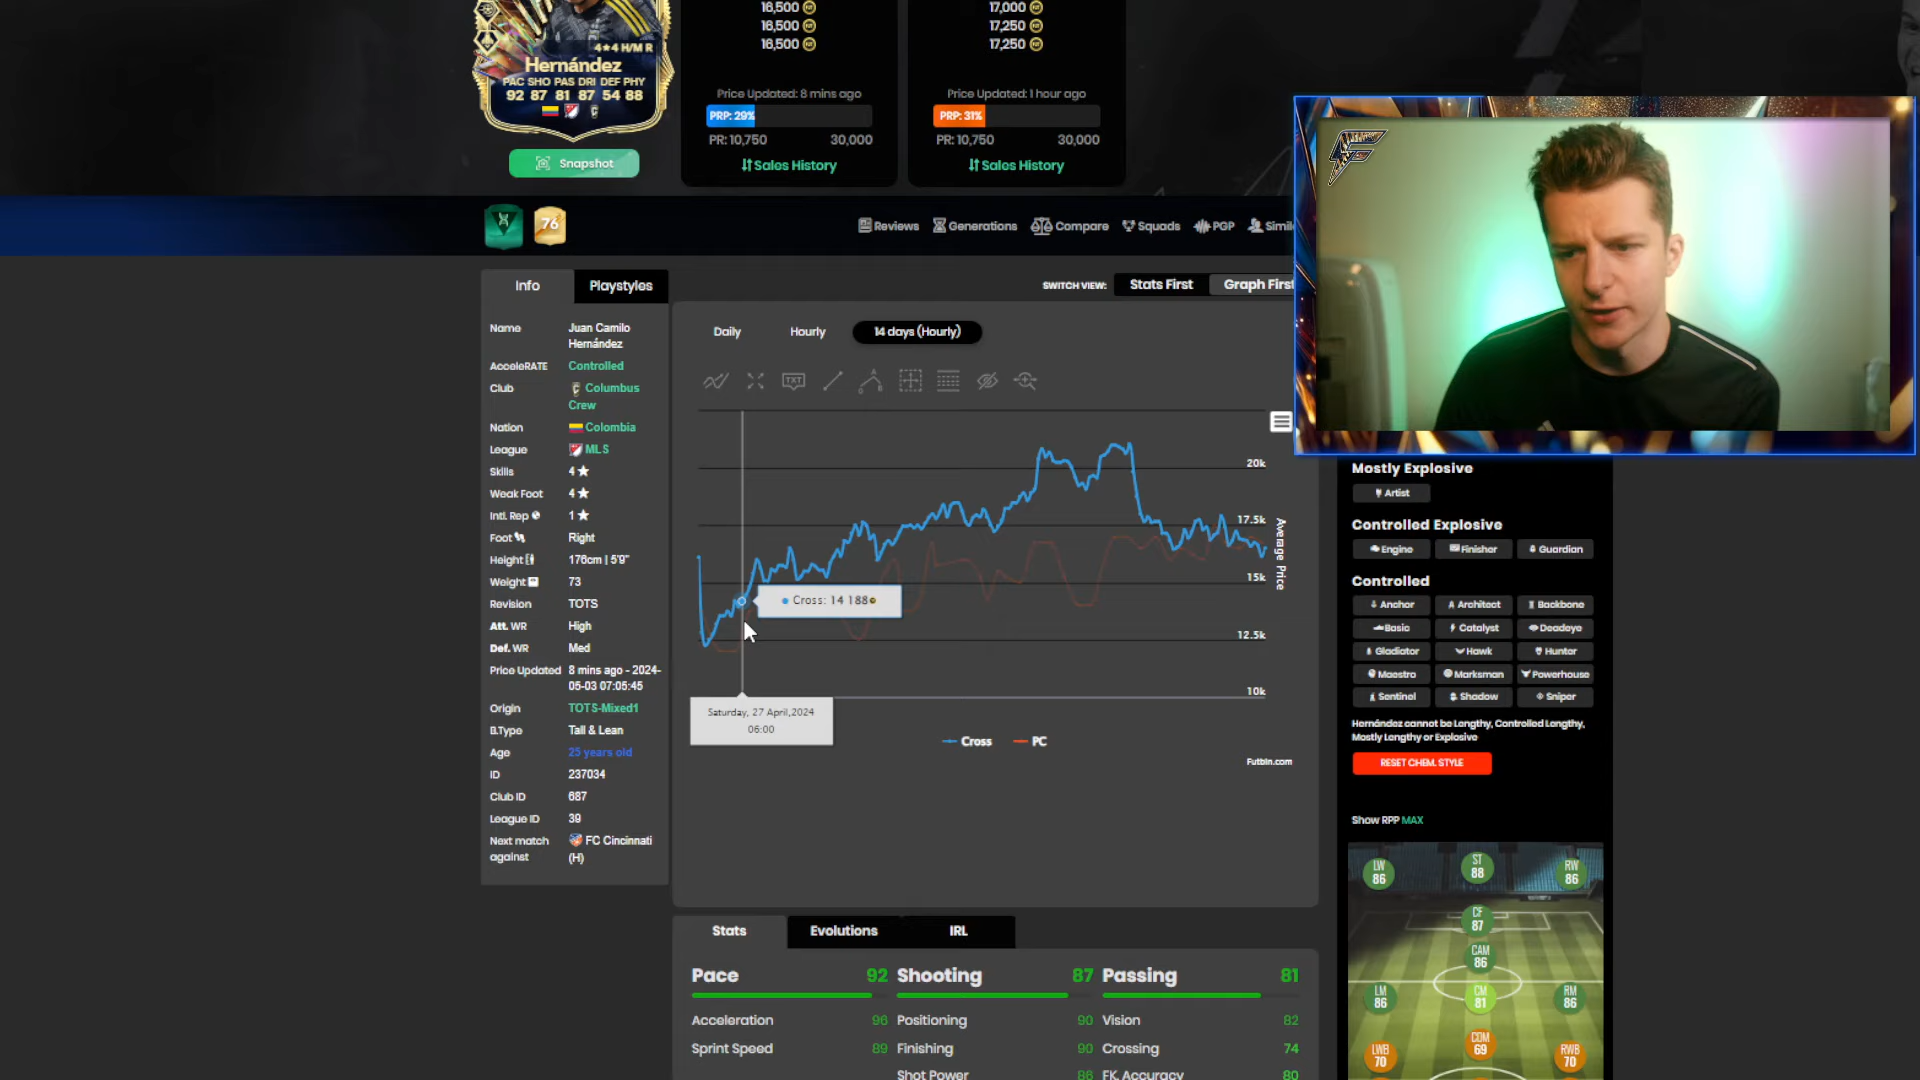 16,500
16,500
16,500
17,000
17,250
17,250
4★4 H/M R
Hernández
PAC SHO PAS DRI DEF PHY
92 87 81 87 54 88
Price Updated: 8 mins ago
PRP: 29%
PR: 10,750 30,000
Sales History
Price Updated: 1 hour ago
PRP: 31%
PR: 10,750 30,000
Sales History
Snapshot
76
Reviews Generations Compare Squads PGP Simil
Info Playstyles
SWITCH VIEW: Stats First Graph First
Name Juan Camilo
Hernández
AcceleRATE Controlled
Club Columbus
Crew
Nation Colombia
League MLS
Skills 4★
Weak Foot 4★
Intl. Rep 1★
Foot Right
Height 176cm | 5'9"
Weight 73
Revision TOTS
Att. WR High
Def. WR Med
Price Updated 8 mins ago - 2024-
05-03 07:05:45
Origin TOTS-Mixed1
B.Type Tall & Lean
Age 25 years old
ID 237034
Club ID 687
League ID 39
Next match FC Cincinnati
against (H)
Daily Hourly 14 days (Hourly)
TXT
20k
17.5k
15k
12.5k
10k
Average Price
Cross: 14 188
Saturday, 27 April,2024
06:00
Cross PC
Futbin.com
Stats Evolutions IRL
Pace 92 Shooting 87 Passing 81
Acceleration 96 Positioning 90 Vision 82
Sprint Speed 89 Finishing 90 Crossing 74
Shot Power 86 FK. Accuracy 80
Mostly Explosive
Artist
Controlled Explosive
Engine Finisher Guardian
Controlled
Anchor Architect Backbone
Basic Catalyst Deadeye
Gladiator Hawk Hunter
Maestro Marksman Powerhouse
Sentinel Shadow Sniper
Hernández cannot be Lengthy, Controlled Lengthy,
Mostly Lengthy or Explosive
RESET CHEM. STYLE
Show RPP MAX
LW 86
ST 88
RW 86
CF 87
CAM 86
LM 86
CM 81
RM 86
CDM 69
LWB 70
RWB 70